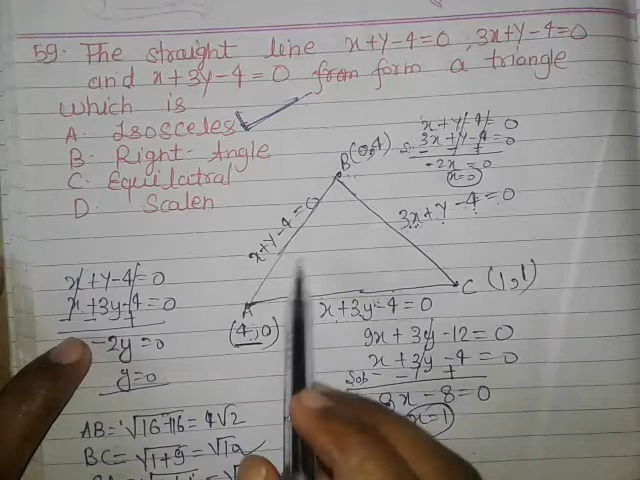 59. The straight line x+y-4=0, 3x+y-4=0
and x+3y-4=0 from form a triangle
which is
A. Isosceles
B. Right-Angle
C. Equilatral
D. Scalen
x+y-4=0
3x+y-4=0
-2x=0
x=0
B(0,4)
x+y-4=0
3x+y-4=0
x+y-4=0
x+3y-4=0
-2y=0
y=0
A
(4,0)
C (1,1)
x+3y-4=0
9x+3y-12=0
x+3y-4=0
8x-8=0
x=1
AB=√16+16=4√2
BC=√1+9=√10